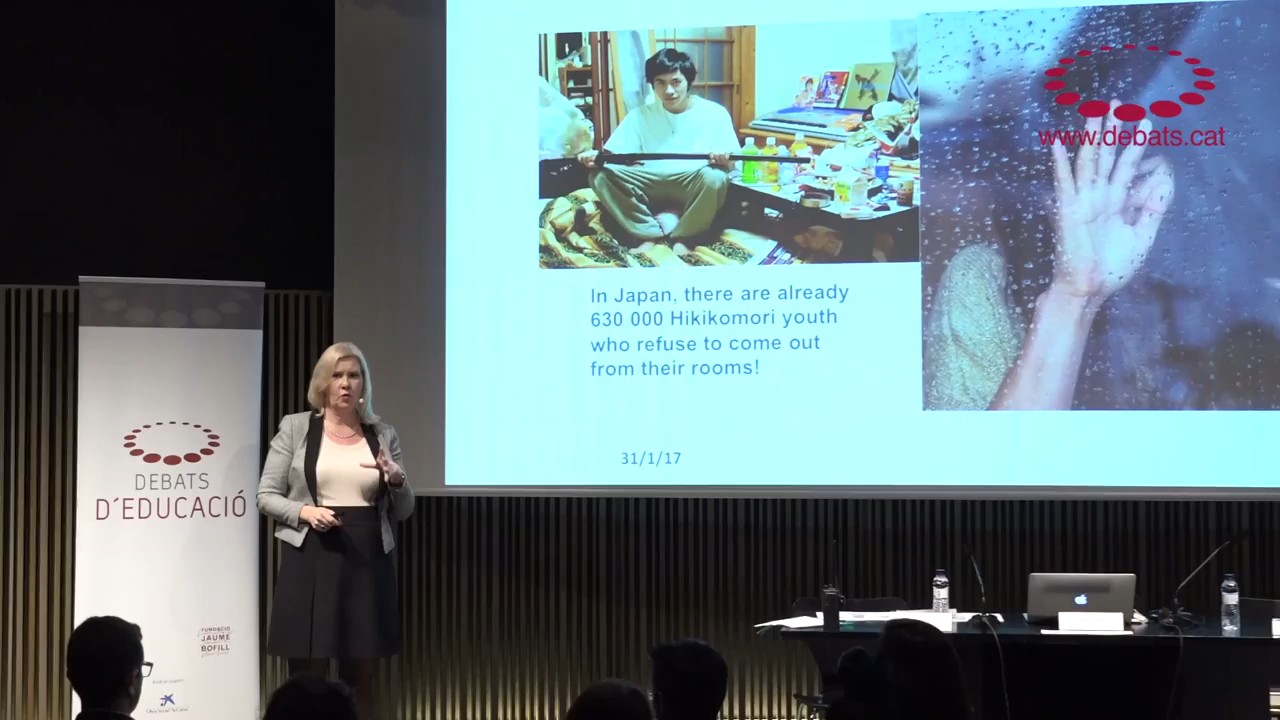 www.debats.cat
In Japan, there are already
630 000 Hikikomori youth
who refuse to come out
from their rooms!
31/1/17
DEBATS
D´EDUCACIÓ
FUNDACIÓ
JAUME
BOFILL